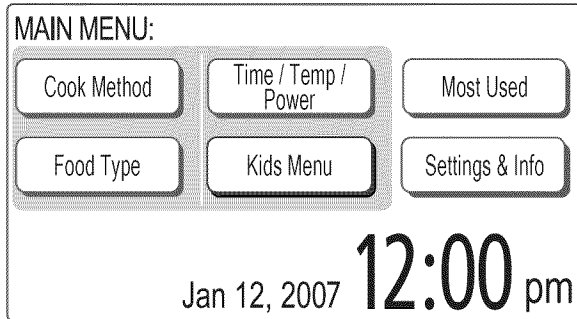 MAIN MENU:
Cook Method
Time / Temp /
Power
Most Used
Food Type
Kids Menu
Settings & Info
Jan 12, 2007 12:00 pm